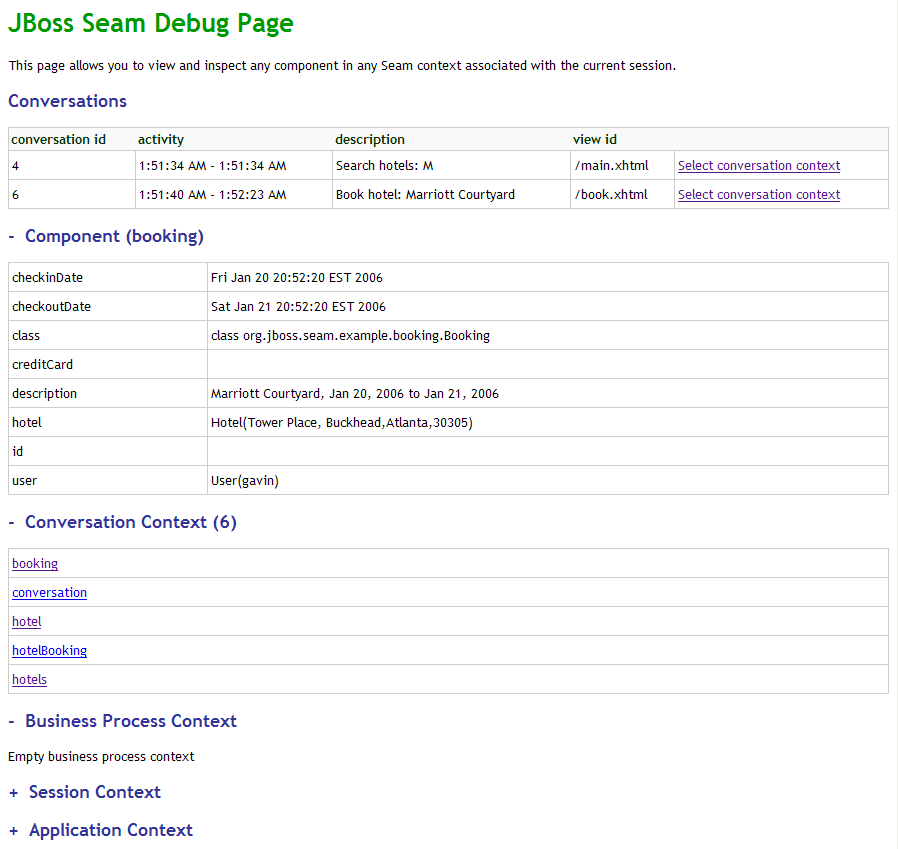 JBoss Seam Debug Page
This page allows you to view and inspect any component in any Seam context associated with the current session.
Conversations
conversation id activity description view id
4 1:51:34 AM - 1:51:34 AM Search hotels: M /main.xhtml Select conversation context
6 1:51:40 AM - 1:52:23 AM Book hotel: Marriott Courtyard /book.xhtml Select conversation context
- Component (booking)
checkinDate Fri Jan 20 20:52:20 EST 2006
checkoutDate Sat Jan 21 20:52:20 EST 2006
class class org.jboss.seam.example.booking.Booking
creditCard
description Marriott Courtyard, Jan 20, 2006 to Jan 21, 2006
hotel Hotel(Tower Place, Buckhead,Atlanta,30305)
id
user User(gavin)
- Conversation Context (6)
booking
conversation
hotel
hotelBooking
hotels
- Business Process Context
Empty business process context
+ Session Context
+ Application Context